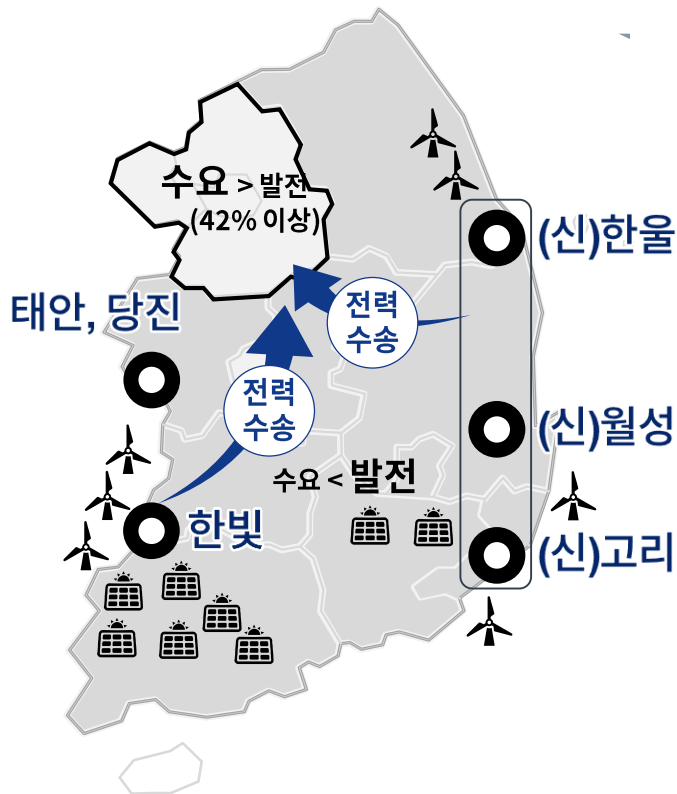 수요 > 발전
(42% 이상)
(신)한울
태안, 당진
전력
수송
전력
수송
(신)월성
수요 < 발전
한빛
(신)고리